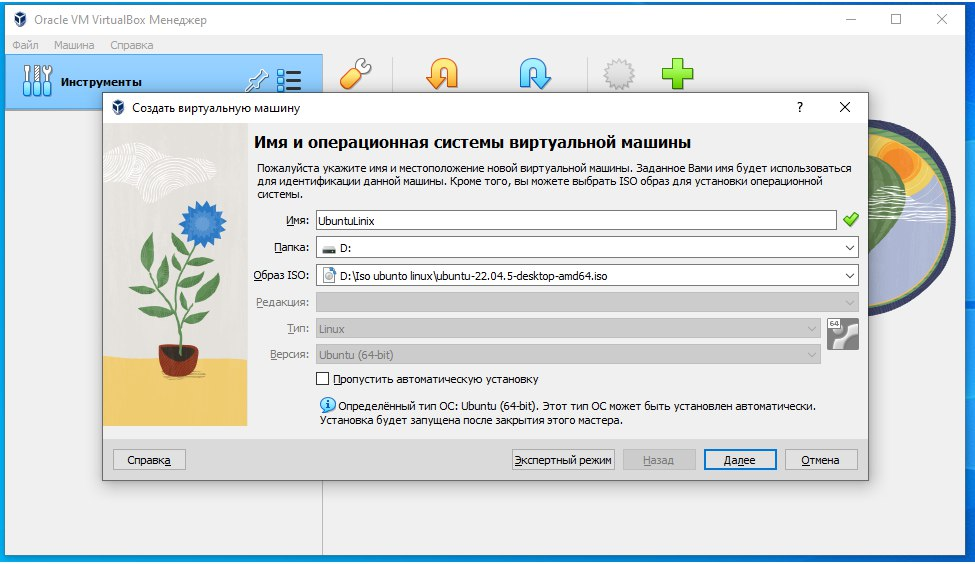 Oracle VM VirtualBox Менеджер
Файл Машина Справка
Инструменты
Создать виртуальную машину
?
Имя и операционная системы виртуальной машины
Пожалуйста укажите имя и местоположение новой виртуальной машины. Заданное Вами имя будет использоваться
для идентификации данной машины. Кроме того, вы можете выбрать ISO образ для установки операционной
системы.
Имя: UbuntuLinix
Папка: D:
Образ ISO: D:\Iso ubunto linux\ubuntu-22.04.5-desktop-amd64.iso
Редакция:
Тип: Linux
64
Версия: Ubuntu (64-bit)
Пропустить автоматическую установку
Определённый тип ОС: Ubuntu (64-bit). Этот тип ОС может быть установлен автоматически.
Установка будет запущена после закрытия этого мастера.
Справка Экспертный режим Назад Далее Отмена